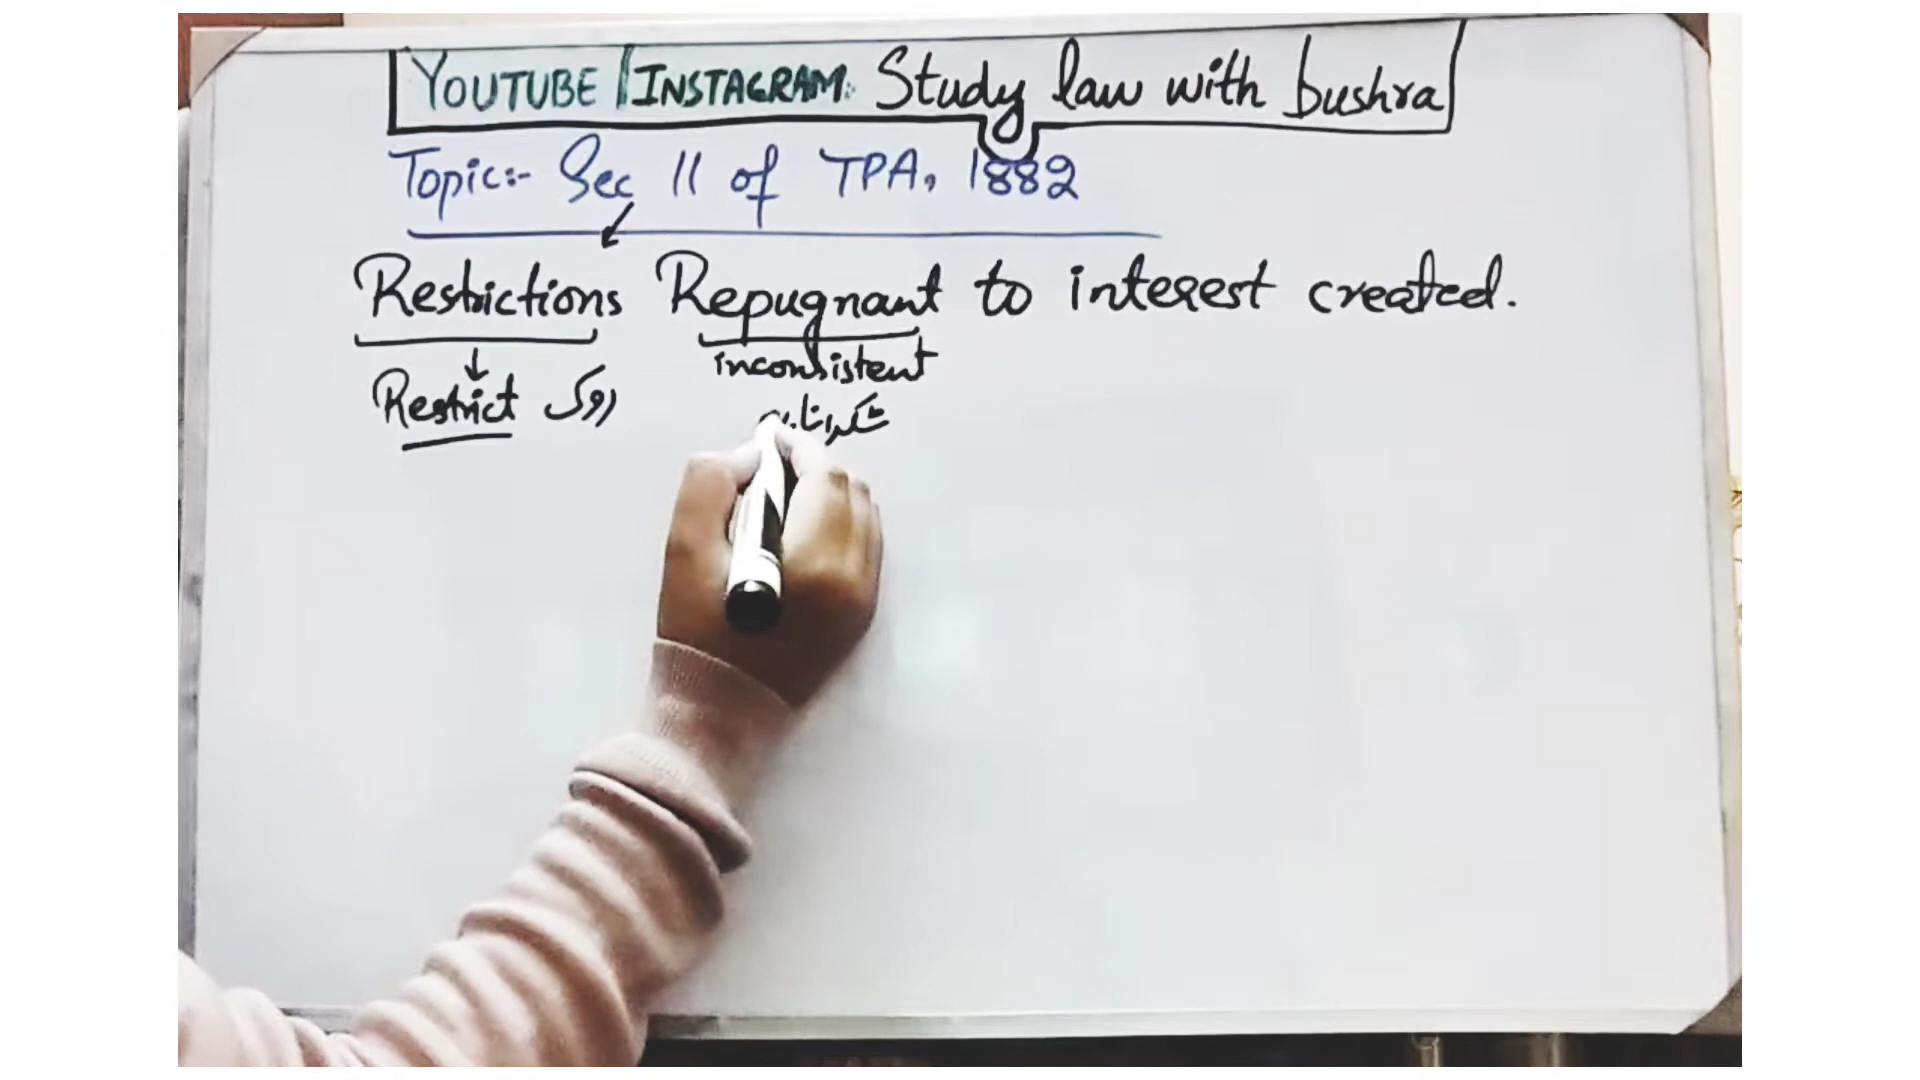 YOUTUBE | INSTAGRAM: Study law with bushra
Topic:- Sec 11 of TPA, 1882
Restrictions Repugnant to interest created.
inconsistent
Restrict روک